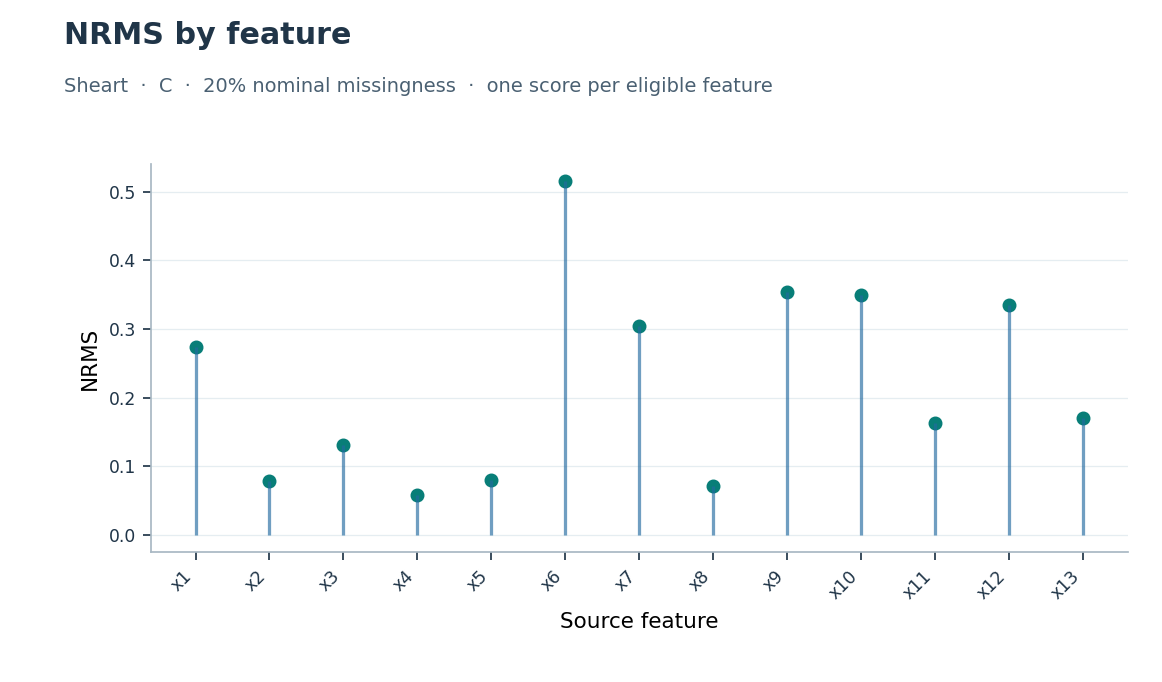 NRMS by feature
Sheart · C · 20% nominal missingness · one score per eligible feature
NRMS
0.5
0.4
0.3
0.2
0.1
0.0
x1 x2 x3 x4 x5 x6 x7 x8 x9 x10 x11 x12 x13
Source feature